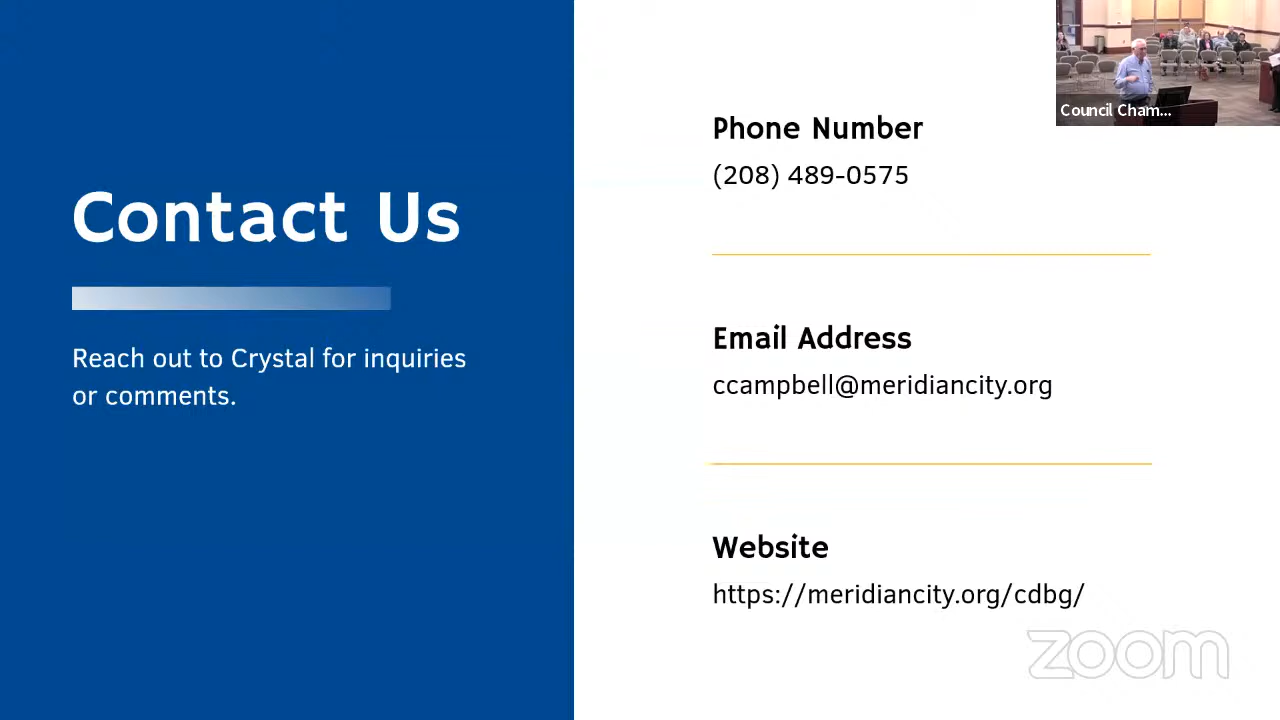 Contact Us
Reach out to Crystal for inquiries
or comments.
Phone Number
(208) 489-0575
Email Address
ccampbell@meridiancity.org
Website
https://meridiancity.org/cdbg/
Council Cham...
zoom